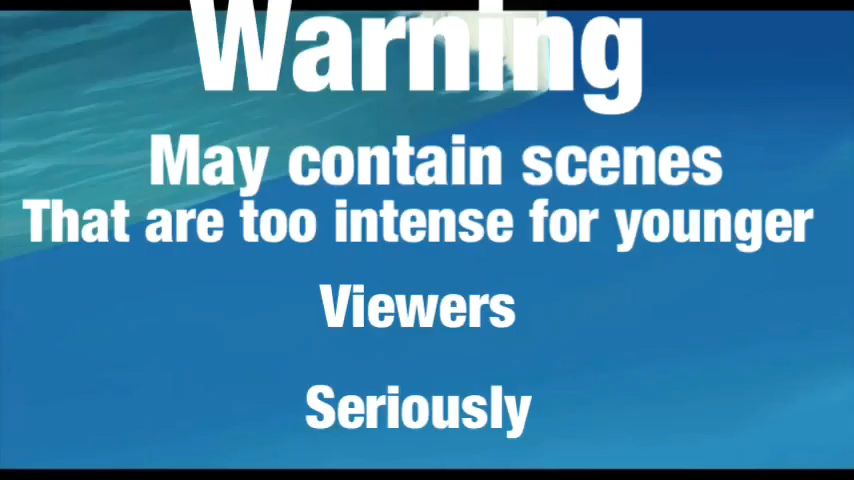 Warning
May contain scenes
That are too intense for younger
Viewers
Seriously